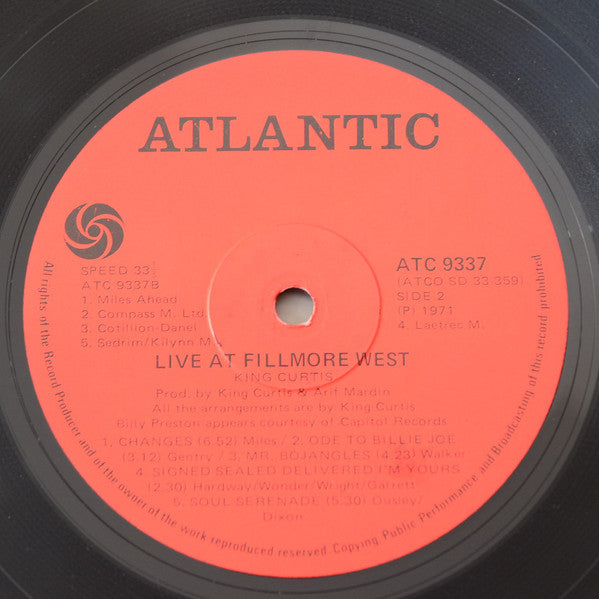 ATLANTIC
SPEED 33⅓
ATC 9337B
1. Miles Ahead
2. Compass M. Ltd.
3. Cotillion-Danel
5. Sedrim/Kilynn M.
ATC 9337
(ATCO SD 33 359)
SIDE 2
(P) 1971
4. Laetrec M.
LIVE AT FILLMORE WEST
KING CURTIS
Prod. by King Curtis & Arif Mardin
All the arrangements are by King Curtis
Billy Preston appears courtesy of Capitol Records
1. CHANGES (6.52) Miles / 2. ODE TO BILLIE JOE
(3:12) Gentry / 3. MR. BOJANGLES (4.23) Walker
4. SIGNED SEALED DELIVERED I'M YOURS
(2:30) Hardway/Wonder/Wright/Garrett
5. SOUL SERENADE (5:30) Ousley/
Dixon
All rights of the Record Producer and of the owner of the work reproduced reserved. Copying Public Performance and Broadcasting of this record prohibited